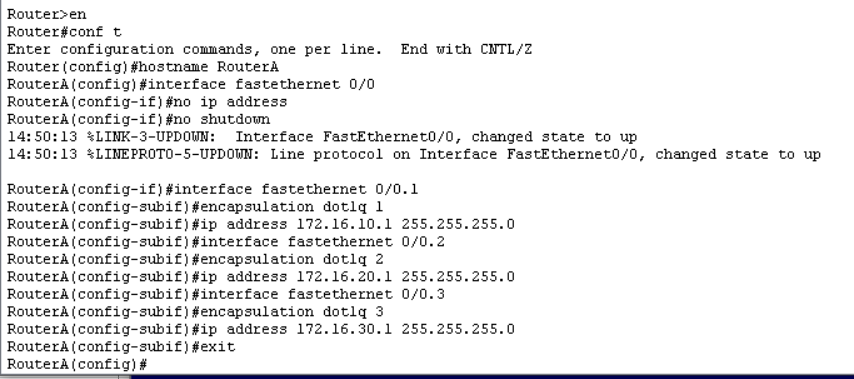 Router>en
Router#conf t
Enter configuration commands, one per line.  End with CNTL/Z
Router(config)#hostname RouterA
RouterA(config)#interface fastethernet 0/0
RouterA(config-if)#no ip address
RouterA(config-if)#no shutdown
14:50:13 %LINK-3-UPDOWN:  Interface FastEthernet0/0, changed state to up
14:50:13 %LINEPROTO-5-UPDOWN: Line protocol on Interface FastEthernet0/0, changed state to up
RouterA(config-if)#interface fastethernet 0/0.1
RouterA(config-subif)#encapsulation dot1q 1
RouterA(config-subif)#ip address 172.16.10.1 255.255.255.0
RouterA(config-subif)#interface fastethernet 0/0.2
RouterA(config-subif)#encapsulation dot1q 2
RouterA(config-subif)#ip address 172.16.20.1 255.255.255.0
RouterA(config-subif)#interface fastethernet 0/0.3
RouterA(config-subif)#encapsulation dot1q 3
RouterA(config-subif)#ip address 172.16.30.1 255.255.255.0
RouterA(config-subif)#exit
RouterA(config)#